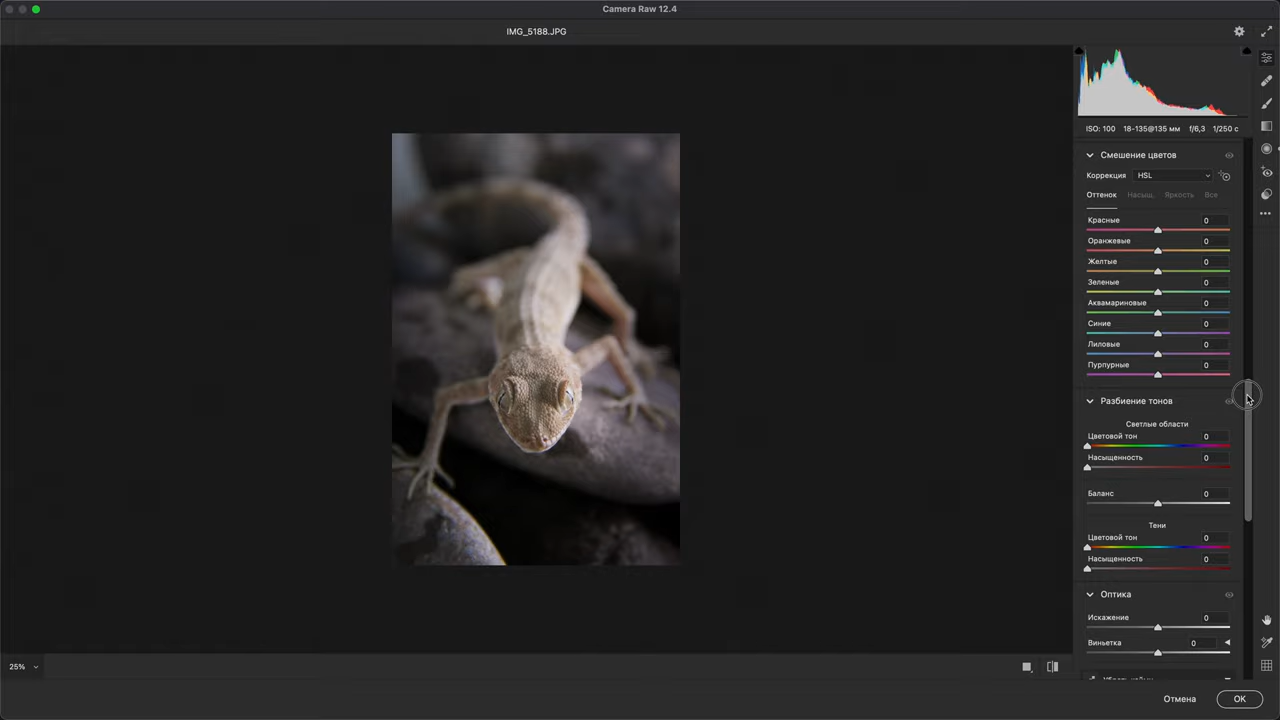 Camera Raw 12.4
IMG_5188.JPG
ISO: 100 18-135@135 мм f/6,3 1/250 с
Смешение цветов
Коррекция HSL
Оттенок Насыщ. Яркость Все
Красные 0
Оранжевые 0
Желтые 0
Зеленые 0
Аквамариновые 0
Синие 0
Лиловые 0
Пурпурные 0
Разбиение тонов
Светлые области
Цветовой тон 0
Насыщенность 0
Баланс 0
Тени
Цветовой тон 0
Насыщенность 0
Оптика
Искажение 0
Виньетка 0
25%
Отмена OK